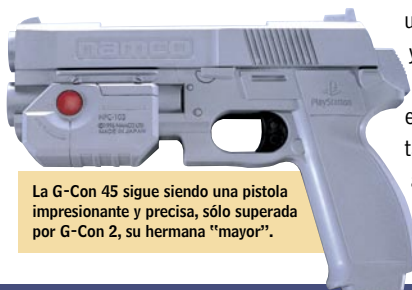 namco
NPC-103
©1996 NAMCO LTD.
MADE IN JAPAN
PlayStation
La G-Con 45 sigue siendo una pistola
impresionante y precisa, sólo superada
por G-Con 2, su hermana "mayor".
u
y
e
t